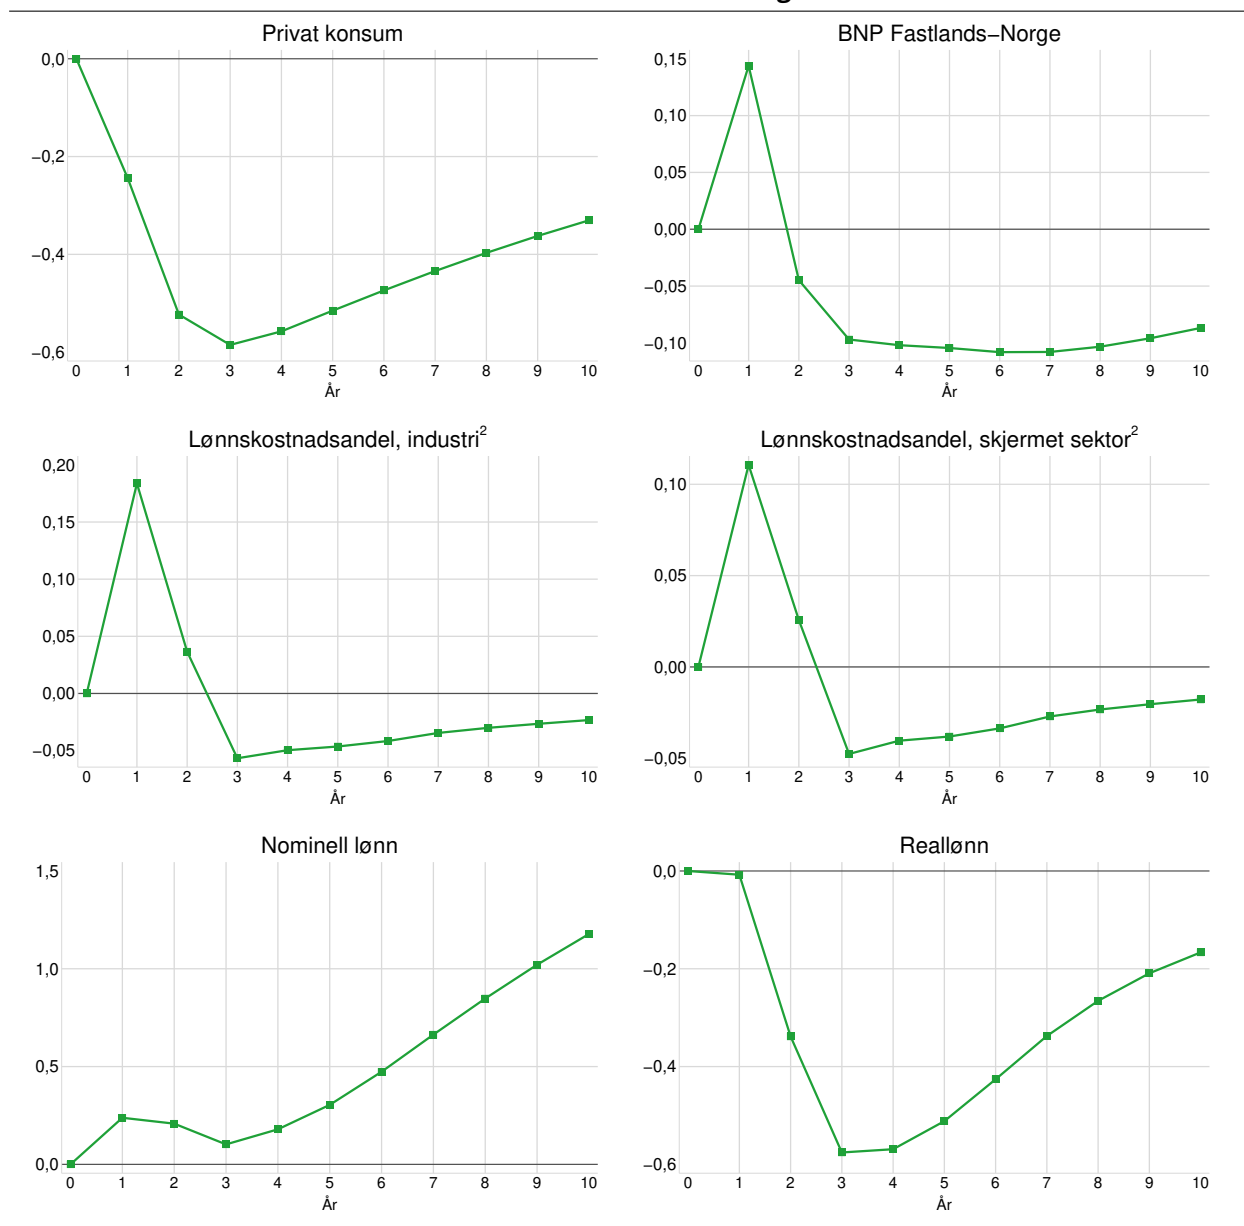 Privat konsum
0,0
−0,2
−0,4
−0,6
0 1 2 3 4 5 6 7 8 9 10
År
BNP Fastlands−Norge
0,15
0,10
0,05
0,00
−0,05
−0,10
0 1 2 3 4 5 6 7 8 9 10
År
Lønnskostnadsandel, industri²
0,20
0,15
0,10
0,05
0,00
−0,05
0 1 2 3 4 5 6 7 8 9 10
År
Lønnskostnadsandel, skjermet sektor²
0,10
0,05
0,00
−0,05
0 1 2 3 4 5 6 7 8 9 10
År
Nominell lønn
1,5
1,0
0,5
0,0
0 1 2 3 4 5 6 7 8 9 10
År
Reallønn
0,0
−0,2
−0,4
−0,6
0 1 2 3 4 5 6 7 8 9 10
År